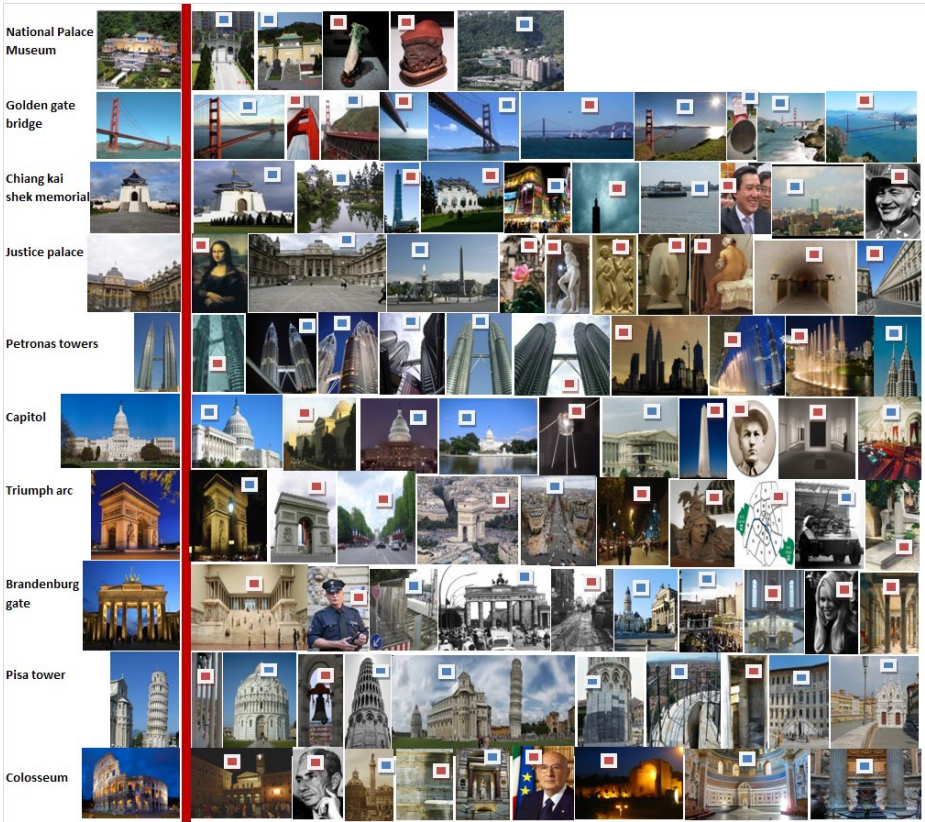 National Palace
Museum
Golden gate
bridge
Chiang kai
shek memorial
Justice palace
Petronas towers
Capitol
Triumph arc
Brandenburg
gate
Pisa tower
Colosseum